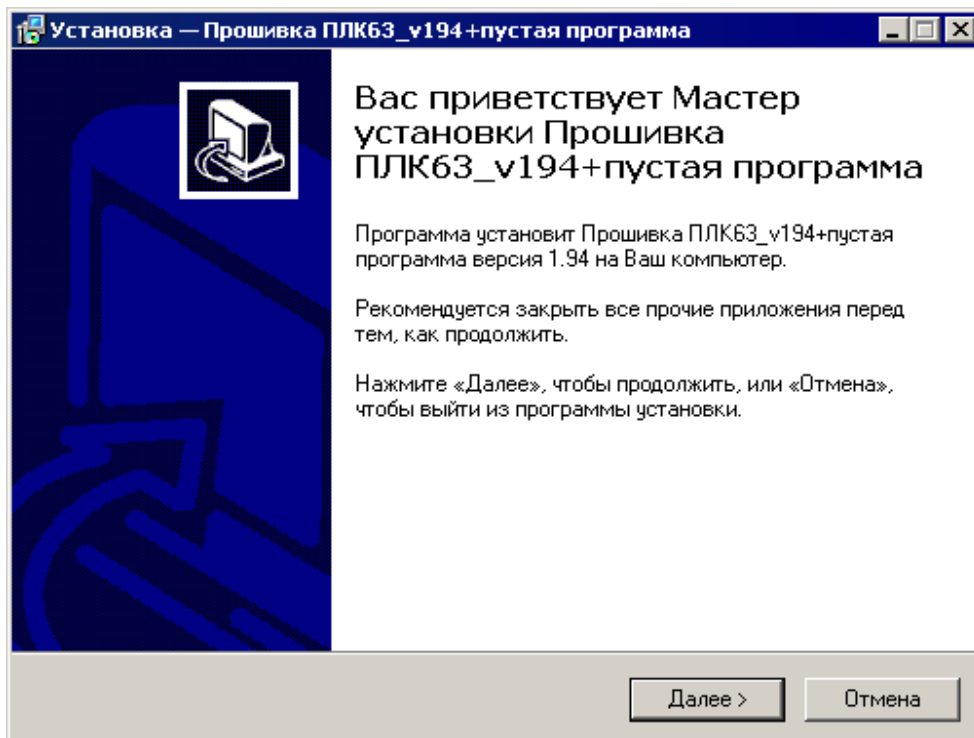 Установка — Прошивка ПЛК63_v194+пустая программа
Вас приветствует Мастер
установки Прошивка
ПЛК63_v194+пустая программа
Программа установит Прошивка ПЛК63_v194+пустая
программа версия 1.94 на Ваш компьютер.
Рекомендуется закрыть все прочие приложения перед
тем, как продолжить.
Нажмите «Далее», чтобы продолжить, или «Отмена»,
чтобы выйти из программы установки.
Далее >
Отмена